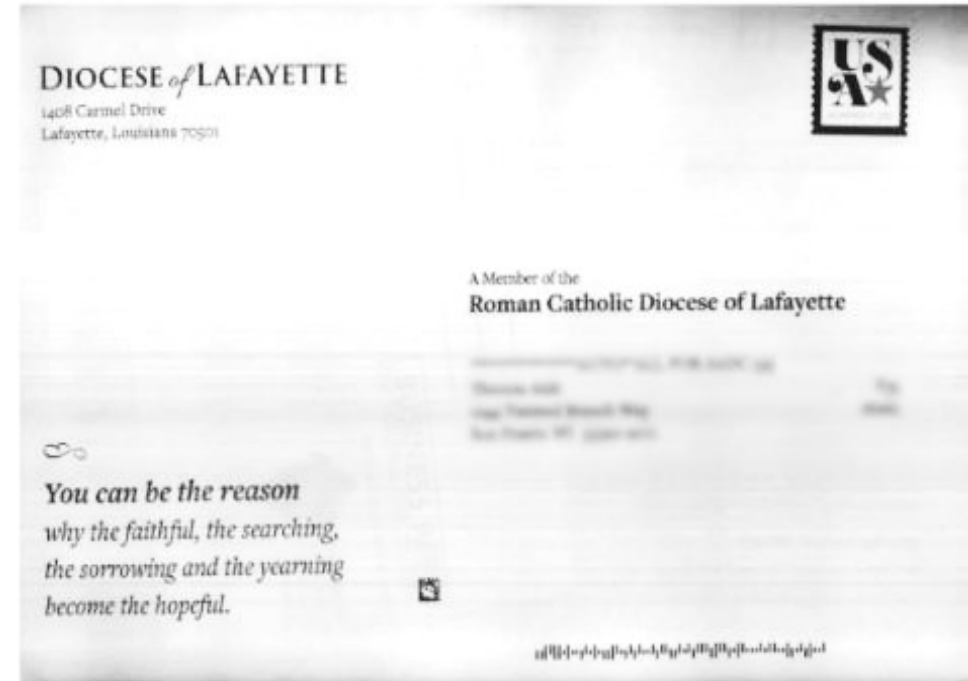 DIOCESE of LAFAYETTE
1408 Carmel Drive
Lafayette, Louisiana 70501
USA
A Member of the
Roman Catholic Diocese of Lafayette
You can be the reason
why the faithful, the searching,
the sorrowing and the yearning
become the hopeful.